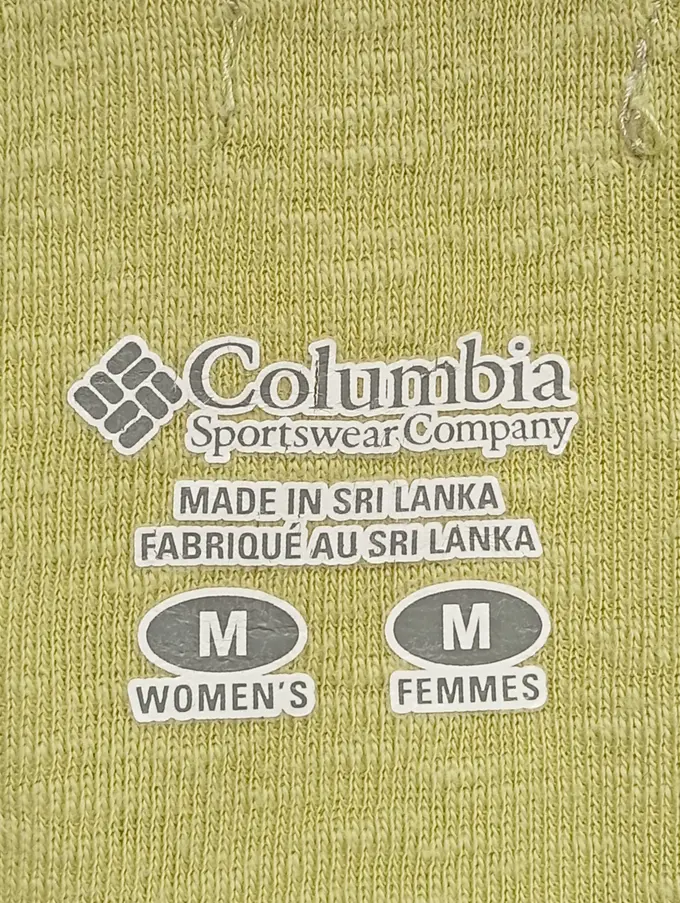 Columbia
Sportswear Company
MADE IN SRI LANKA
FABRIQUÉ AU SRI LANKA
M M
WOMEN'S FEMMES